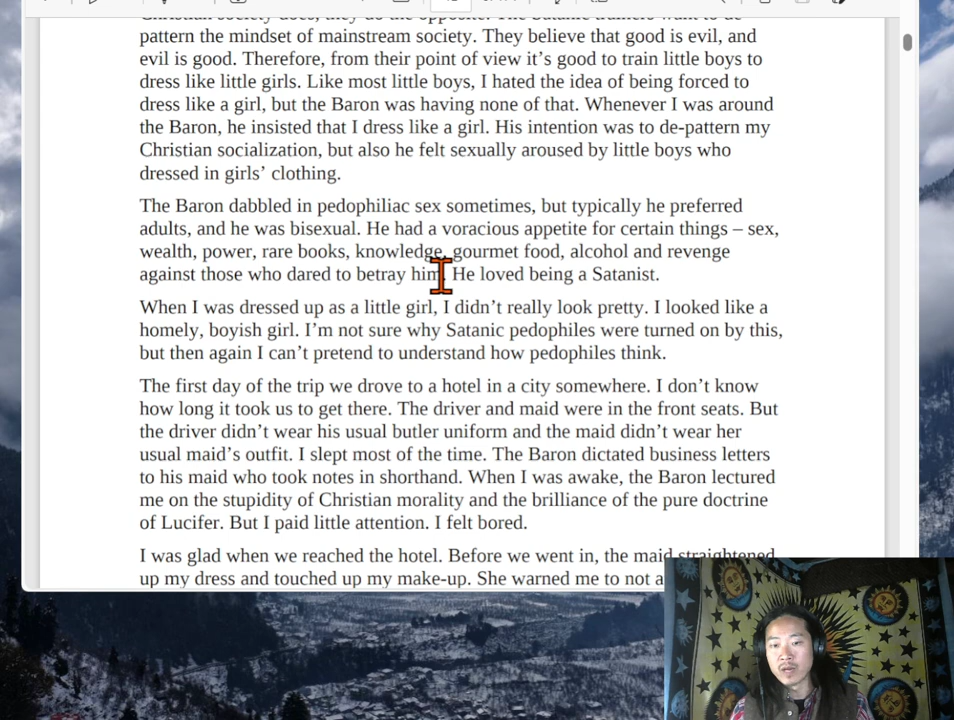 pattern the mindset of mainstream society. They believe that good is evil, and
evil is good. Therefore, from their point of view it's good to train little boys to
dress like little girls. Like most little boys, I hated the idea of being forced to
dress like a girl, but the Baron was having none of that. Whenever I was around
the Baron, he insisted that I dress like a girl. His intention was to de-pattern my
Christian socialization, but also he felt sexually aroused by little boys who
dressed in girls' clothing.
The Baron dabbled in pedophiliac sex sometimes, but typically he preferred
adults, and he was bisexual. He had a voracious appetite for certain things – sex,
wealth, power, rare books, knowledge, gourmet food, alcohol and revenge
against those who dared to betray him. He loved being a Satanist.
When I was dressed up as a little girl, I didn't really look pretty. I looked like a
homely, boyish girl. I'm not sure why Satanic pedophiles were turned on by this,
but then again I can't pretend to understand how pedophiles think.
The first day of the trip we drove to a hotel in a city somewhere. I don't know
how long it took us to get there. The driver and maid were in the front seats. But
the driver didn't wear his usual butler uniform and the maid didn't wear her
usual maid's outfit. I slept most of the time. The Baron dictated business letters
to his maid who took notes in shorthand. When I was awake, the Baron lectured
me on the stupidity of Christian morality and the brilliance of the pure doctrine
of Lucifer. But I paid little attention. I felt bored.
I was glad when we reached the hotel. Before we went in, the maid straightened
up my dress and touched up my make-up. She warned me to not a